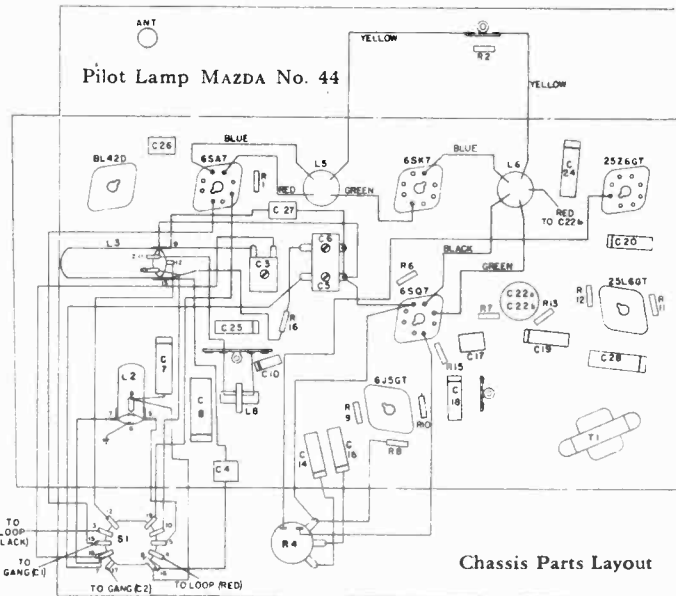 ANT
Pilot Lamp MAZDA No. 44
YELLOW
R2
YELLOW
BL42D
C26
6SA7
BLUE
R1
RED
L5
GREEN
6SK7
BLUE
L6
C24
25Z6GT
RED
TO C22b
C27
L3
9
12
C3
C6
C5
BLACK
GREEN
C20
R6
6SQ7
R7
C22a
C22b
R13
R12
25L6GT
R11
C25
R16
C10
C7
L2
C8
L8
R15
C17
C19
C28
C18
6J5GT
R9
R10
R8
T1
C4
C14
C16
TO LOOP (BLACK)
TO GANG (C1)
S1
TO GANG (C2)
TO LOOP (RED)
R4
Chassis Parts Layout